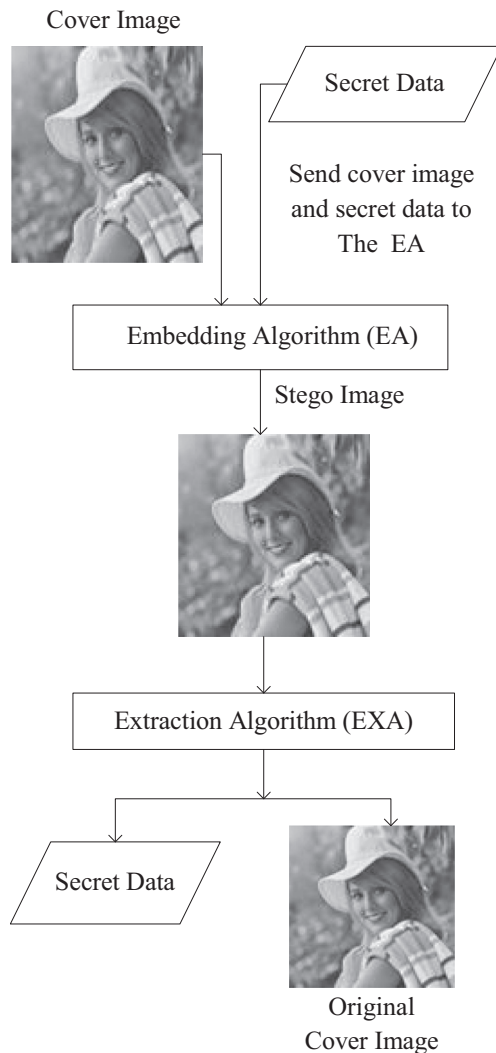 Cover Image
Secret Data
Send cover image
and secret data to
The EA
Embedding Algorithm (EA)
Stego Image
Extraction Algorithm (EXA)
Secret Data
Original
Cover Image